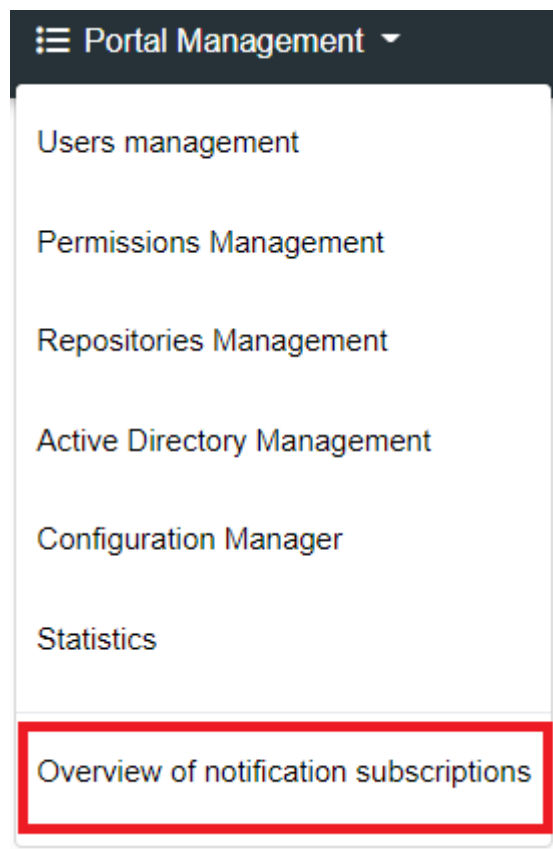 Portal Management
Users management
Permissions Management
Repositories Management
Active Directory Management
Configuration Manager
Statistics
Overview of notification subscriptions